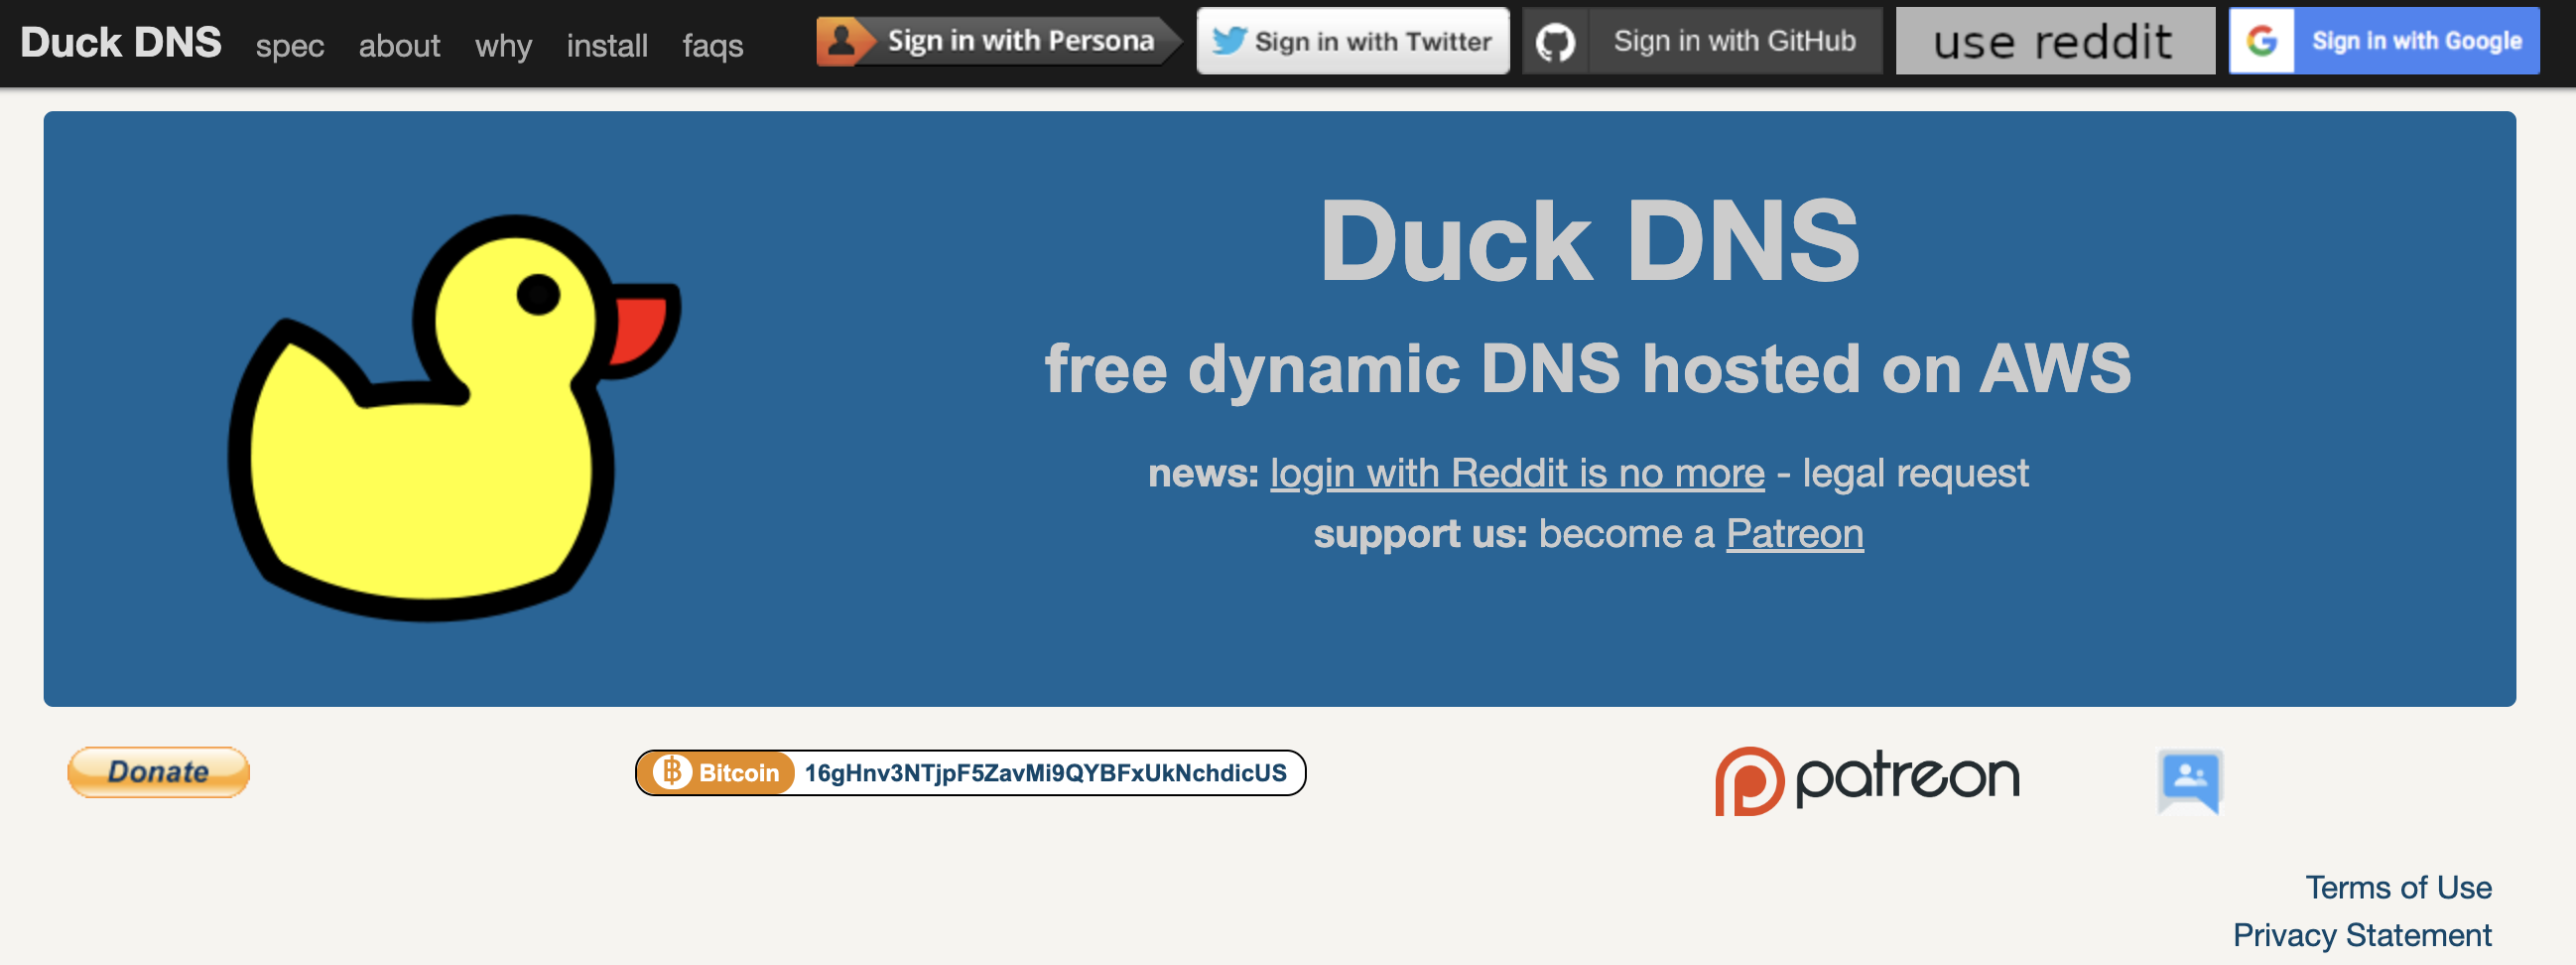 Duck DNS spec about why install faqs Sign in with Persona Sign in with Twitter Sign in with GitHub use reddit Sign in with Google
Duck DNS
free dynamic DNS hosted on AWS
news: login with Reddit is no more - legal request
support us: become a Patreon
Donate Bitcoin 16gHnv3NTjpF5ZavMi9QYBFxUkNchdicUS patreon
Terms of Use
Privacy Statement